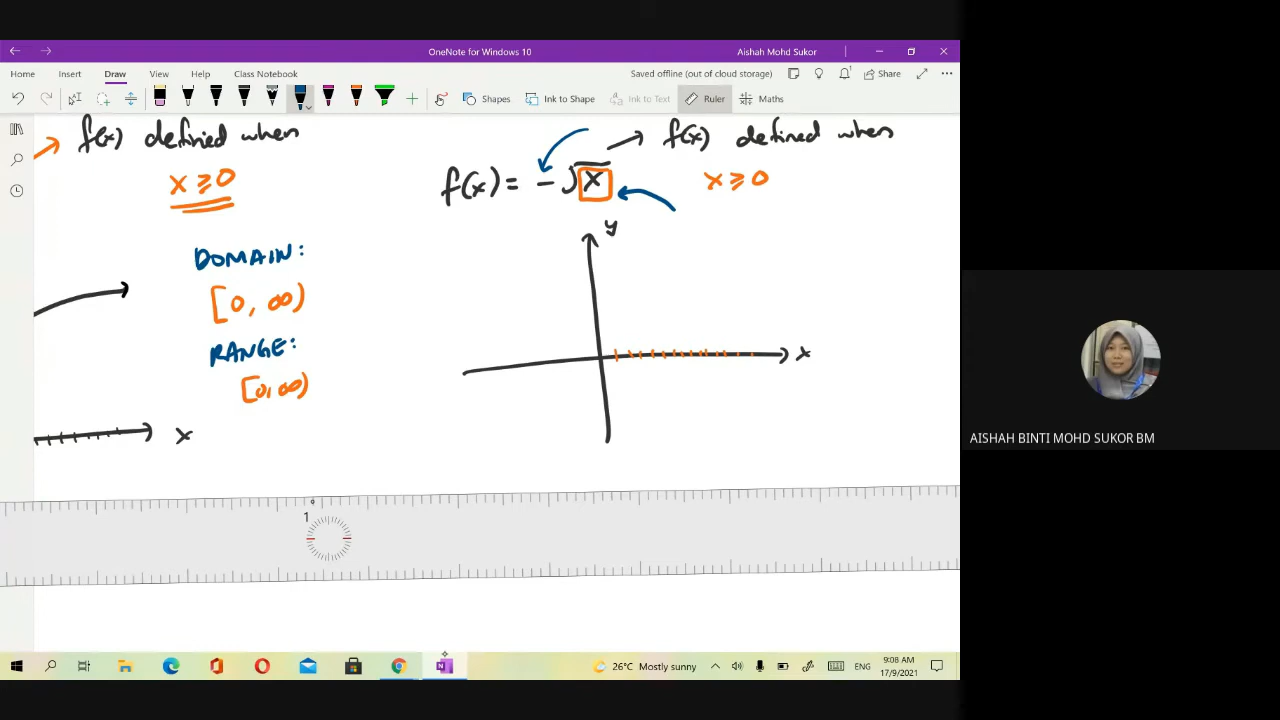 OneNote for Windows 10
Aishah Mohd Sukor
Home Insert Draw View Help Class Notebook
Saved offline (out of cloud storage)
Share
Shapes Ink to Shape Ink to Text Ruler Maths
f(x) defined when
x ≥ 0
f(x) = -√x
f(x) defined when
x ≥ 0
DOMAIN:
[0, ∞)
RANGE:
[0, ∞)
x
y
x
1
AISHAH BINTI MOHD SUKOR BM
26°C Mostly sunny
ENG
9:08 AM
17/9/2021